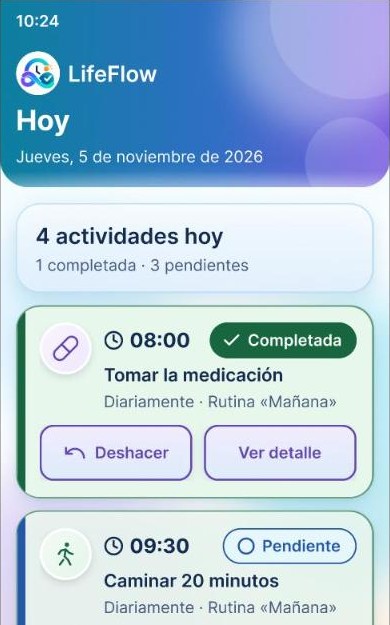 10:24
LifeFlow
Hoy
Jueves, 5 de noviembre de 2026
4 actividades hoy
1 completada · 3 pendientes
08:00 Completada
Tomar la medicación
Diariamente · Rutina «Mañana»
Deshacer Ver detalle
09:30 Pendiente
Caminar 20 minutos
Diariamente · Rutina «Mañana»